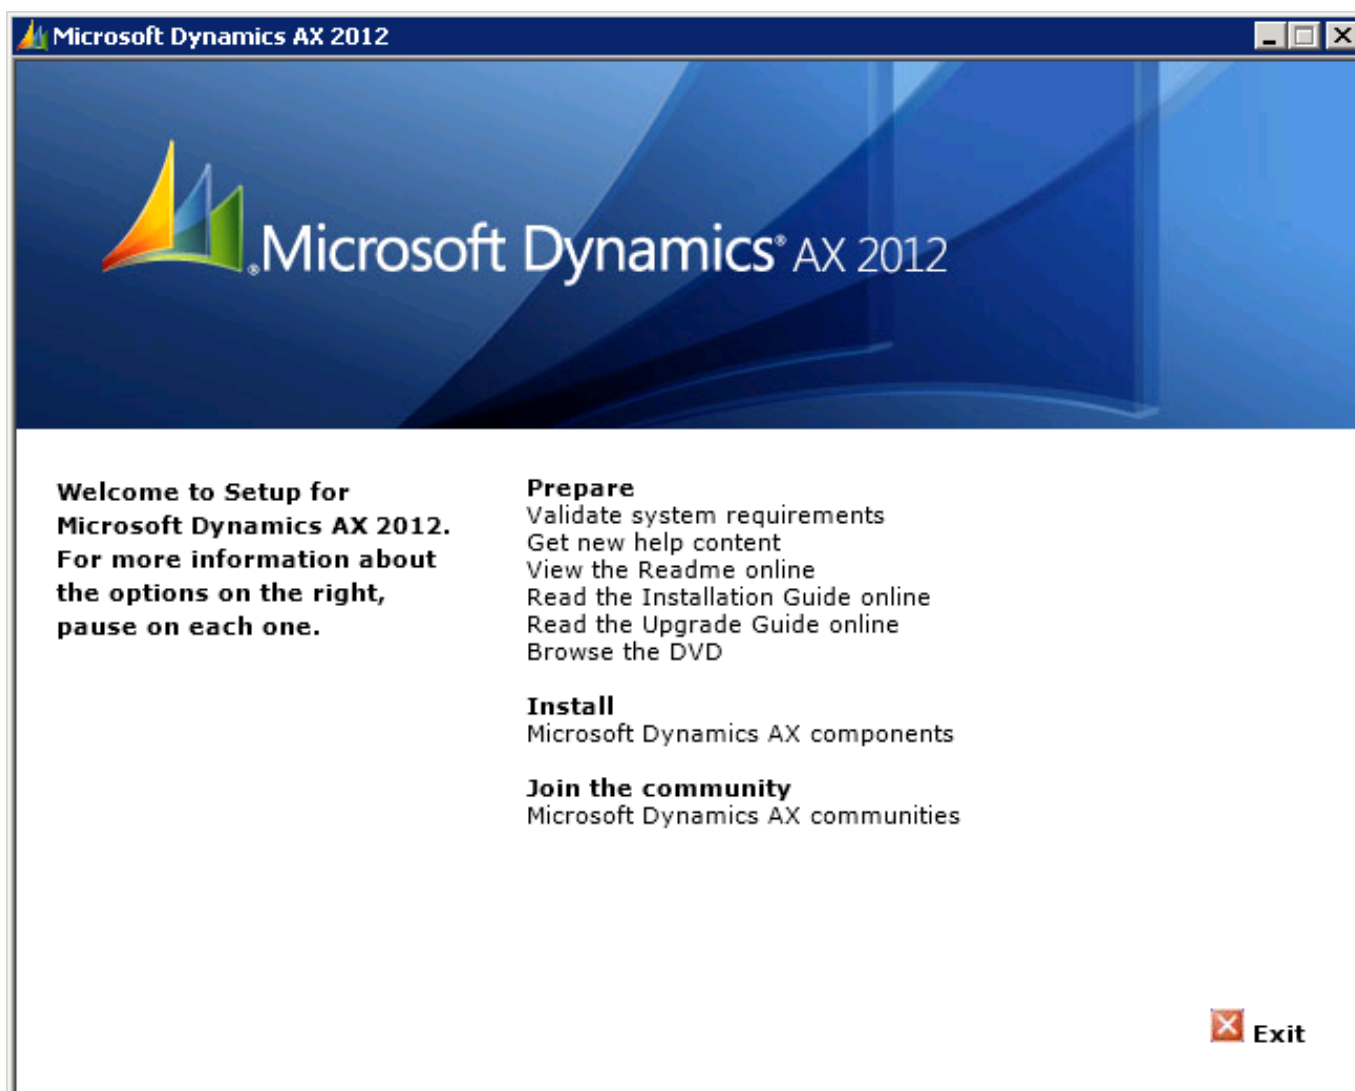 Microsoft Dynamics AX 2012
Microsoft Dynamics® AX 2012
Welcome to Setup for
Microsoft Dynamics AX 2012.
For more information about
the options on the right,
pause on each one.
Prepare
Validate system requirements
Get new help content
View the Readme online
Read the Installation Guide online
Read the Upgrade Guide online
Browse the DVD
Install
Microsoft Dynamics AX components
Join the community
Microsoft Dynamics AX communities
Exit